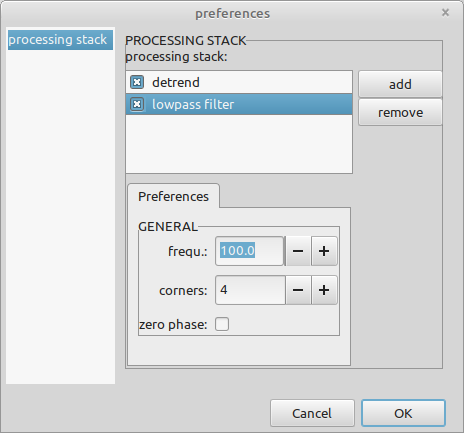 preferences
processing stack
PROCESSING STACK
processing stack:
detrend
add
lowpass filter
remove
Preferences
GENERAL
frequ.: 100.0
corners: 4
zero phase:
Cancel
OK